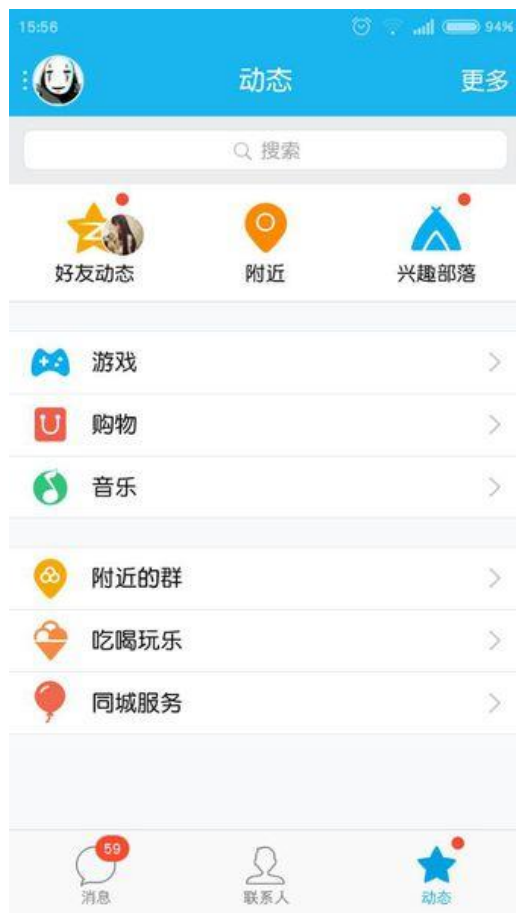 15:56 94%
动态 更多
搜索
好友动态 附近 兴趣部落
游戏
购物
音乐
附近的群
吃喝玩乐
同城服务
59
消息 联系人 动态